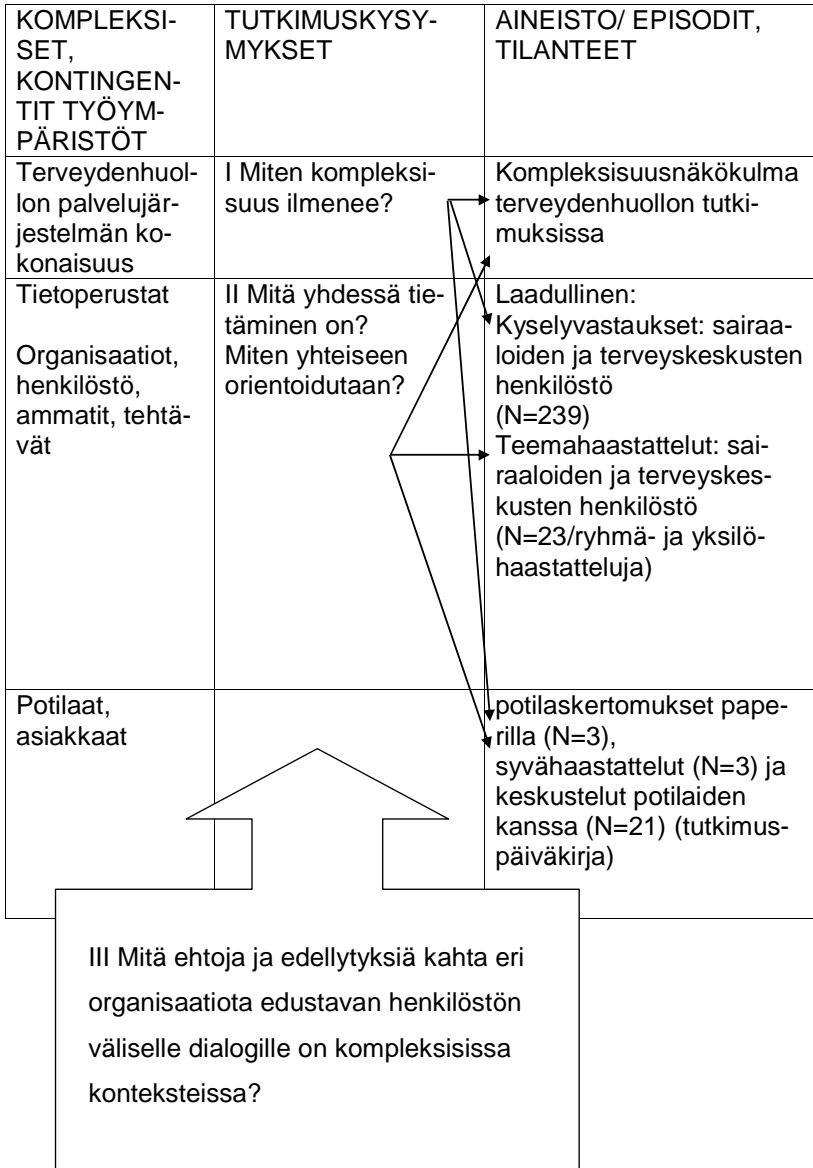 KOMPLEKSI-
SET,
KONTINGEN-
TIT TYÖYM-
PÄRISTÖT
TUTKIMUSKYSY-
MYKSET
AINEISTO/ EPISODIT,
TILANTEET
Terveydenhuol-
lon palvelujär-
jestelmän ko-
konaisuus
I Miten kompleksi-
suus ilmenee?
Kompleksisuusnäkökulma
terveydenhuollon tutki-
muksissa
Tietoperustat
Organisaatiot,
henkilöstö,
ammatit, tehtä-
vät
II Mitä yhdessä tie-
täminen on?
Miten yhteiseen
orientoidutaan?
Laadullinen:
Kyselyvastaukset: sairaa-
loiden ja terveyskeskusten
henkilöstö
(N=239)
Teemahaastattelut: sai-
raaloiden ja terveyskes-
kusten henkilöstö
(N=23/ryhmä- ja yksilö-
haastatteluja)
Potilaat,
asiakkaat
potilaskertomukset pape-
rilla (N=3),
syvähaastattelut (N=3) ja
keskustelut potilaiden
kanssa (N=21) (tutkimus-
päiväkirja)
III Mitä ehtoja ja edellytyksiä kahta eri
organisaatiota edustavan henkilöstön
väliselle dialogille on kompleksisissa
konteksteissa?